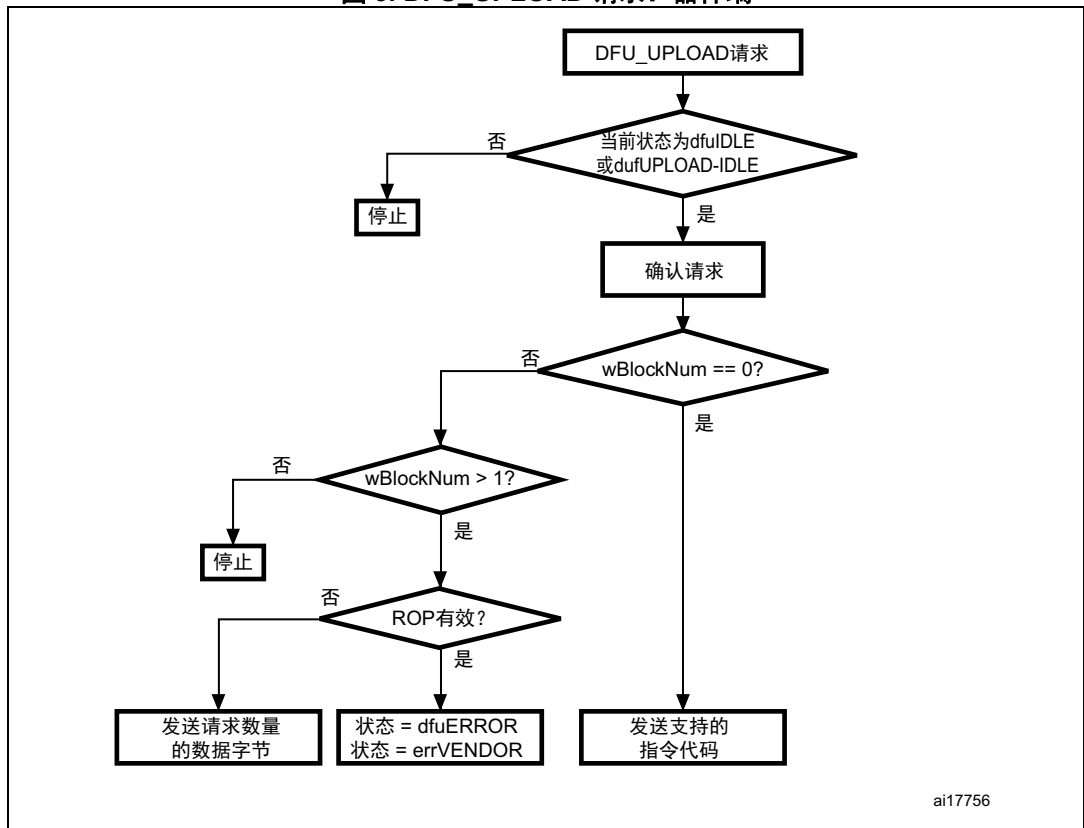 DFU_UPLOAD请求
当前状态为dfuIDLE
或dufUPLOAD-IDLE
否
停止
是
确认请求
wBlockNum == 0?
否
是
wBlockNum > 1?
否
停止
是
ROP有效?
否
是
发送请求数量
的数据字节
状态 = dfuERROR
状态 = errVENDOR
发送支持的
指令代码
ai17756